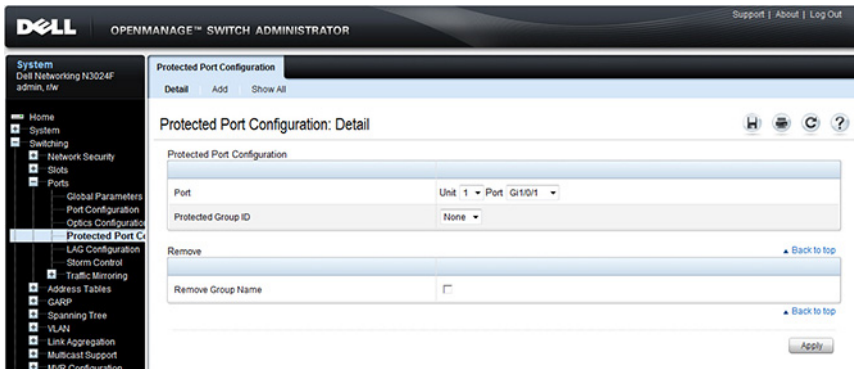 Support | About | Log Out
DELL OPENMANAGE™ SWITCH ADMINISTRATOR
System
Dell Networking N3024F
admin, r/w
Home
System
Switching
Network Security
Slots
Ports
Global Parameters
Port Configuration
Optics Configuratio
Protected Port Co
LAG Configuration
Storm Control
Traffic Mirroring
Address Tables
GARP
Spanning Tree
VLAN
Link Aggregation
Multicast Support
MVR Configuration
Protected Port Configuration
Detail Add Show All
Protected Port Configuration: Detail
Protected Port Configuration
Port Unit 1 Port Gi1/0/1
Protected Group ID None
Remove Back to top
Remove Group Name
Back to top
Apply